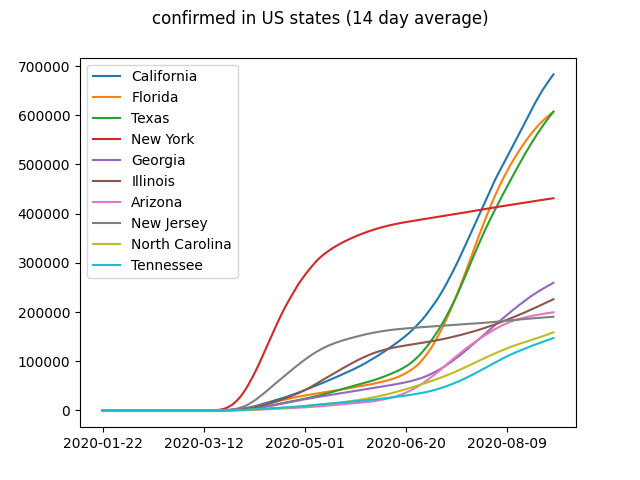 confirmed in US states (14 day average)
700000
600000
500000
400000
300000
200000
100000
0
California
Florida
Texas
New York
Georgia
Illinois
Arizona
New Jersey
North Carolina
Tennessee
2020-01-22 2020-03-12 2020-05-01 2020-06-20 2020-08-09